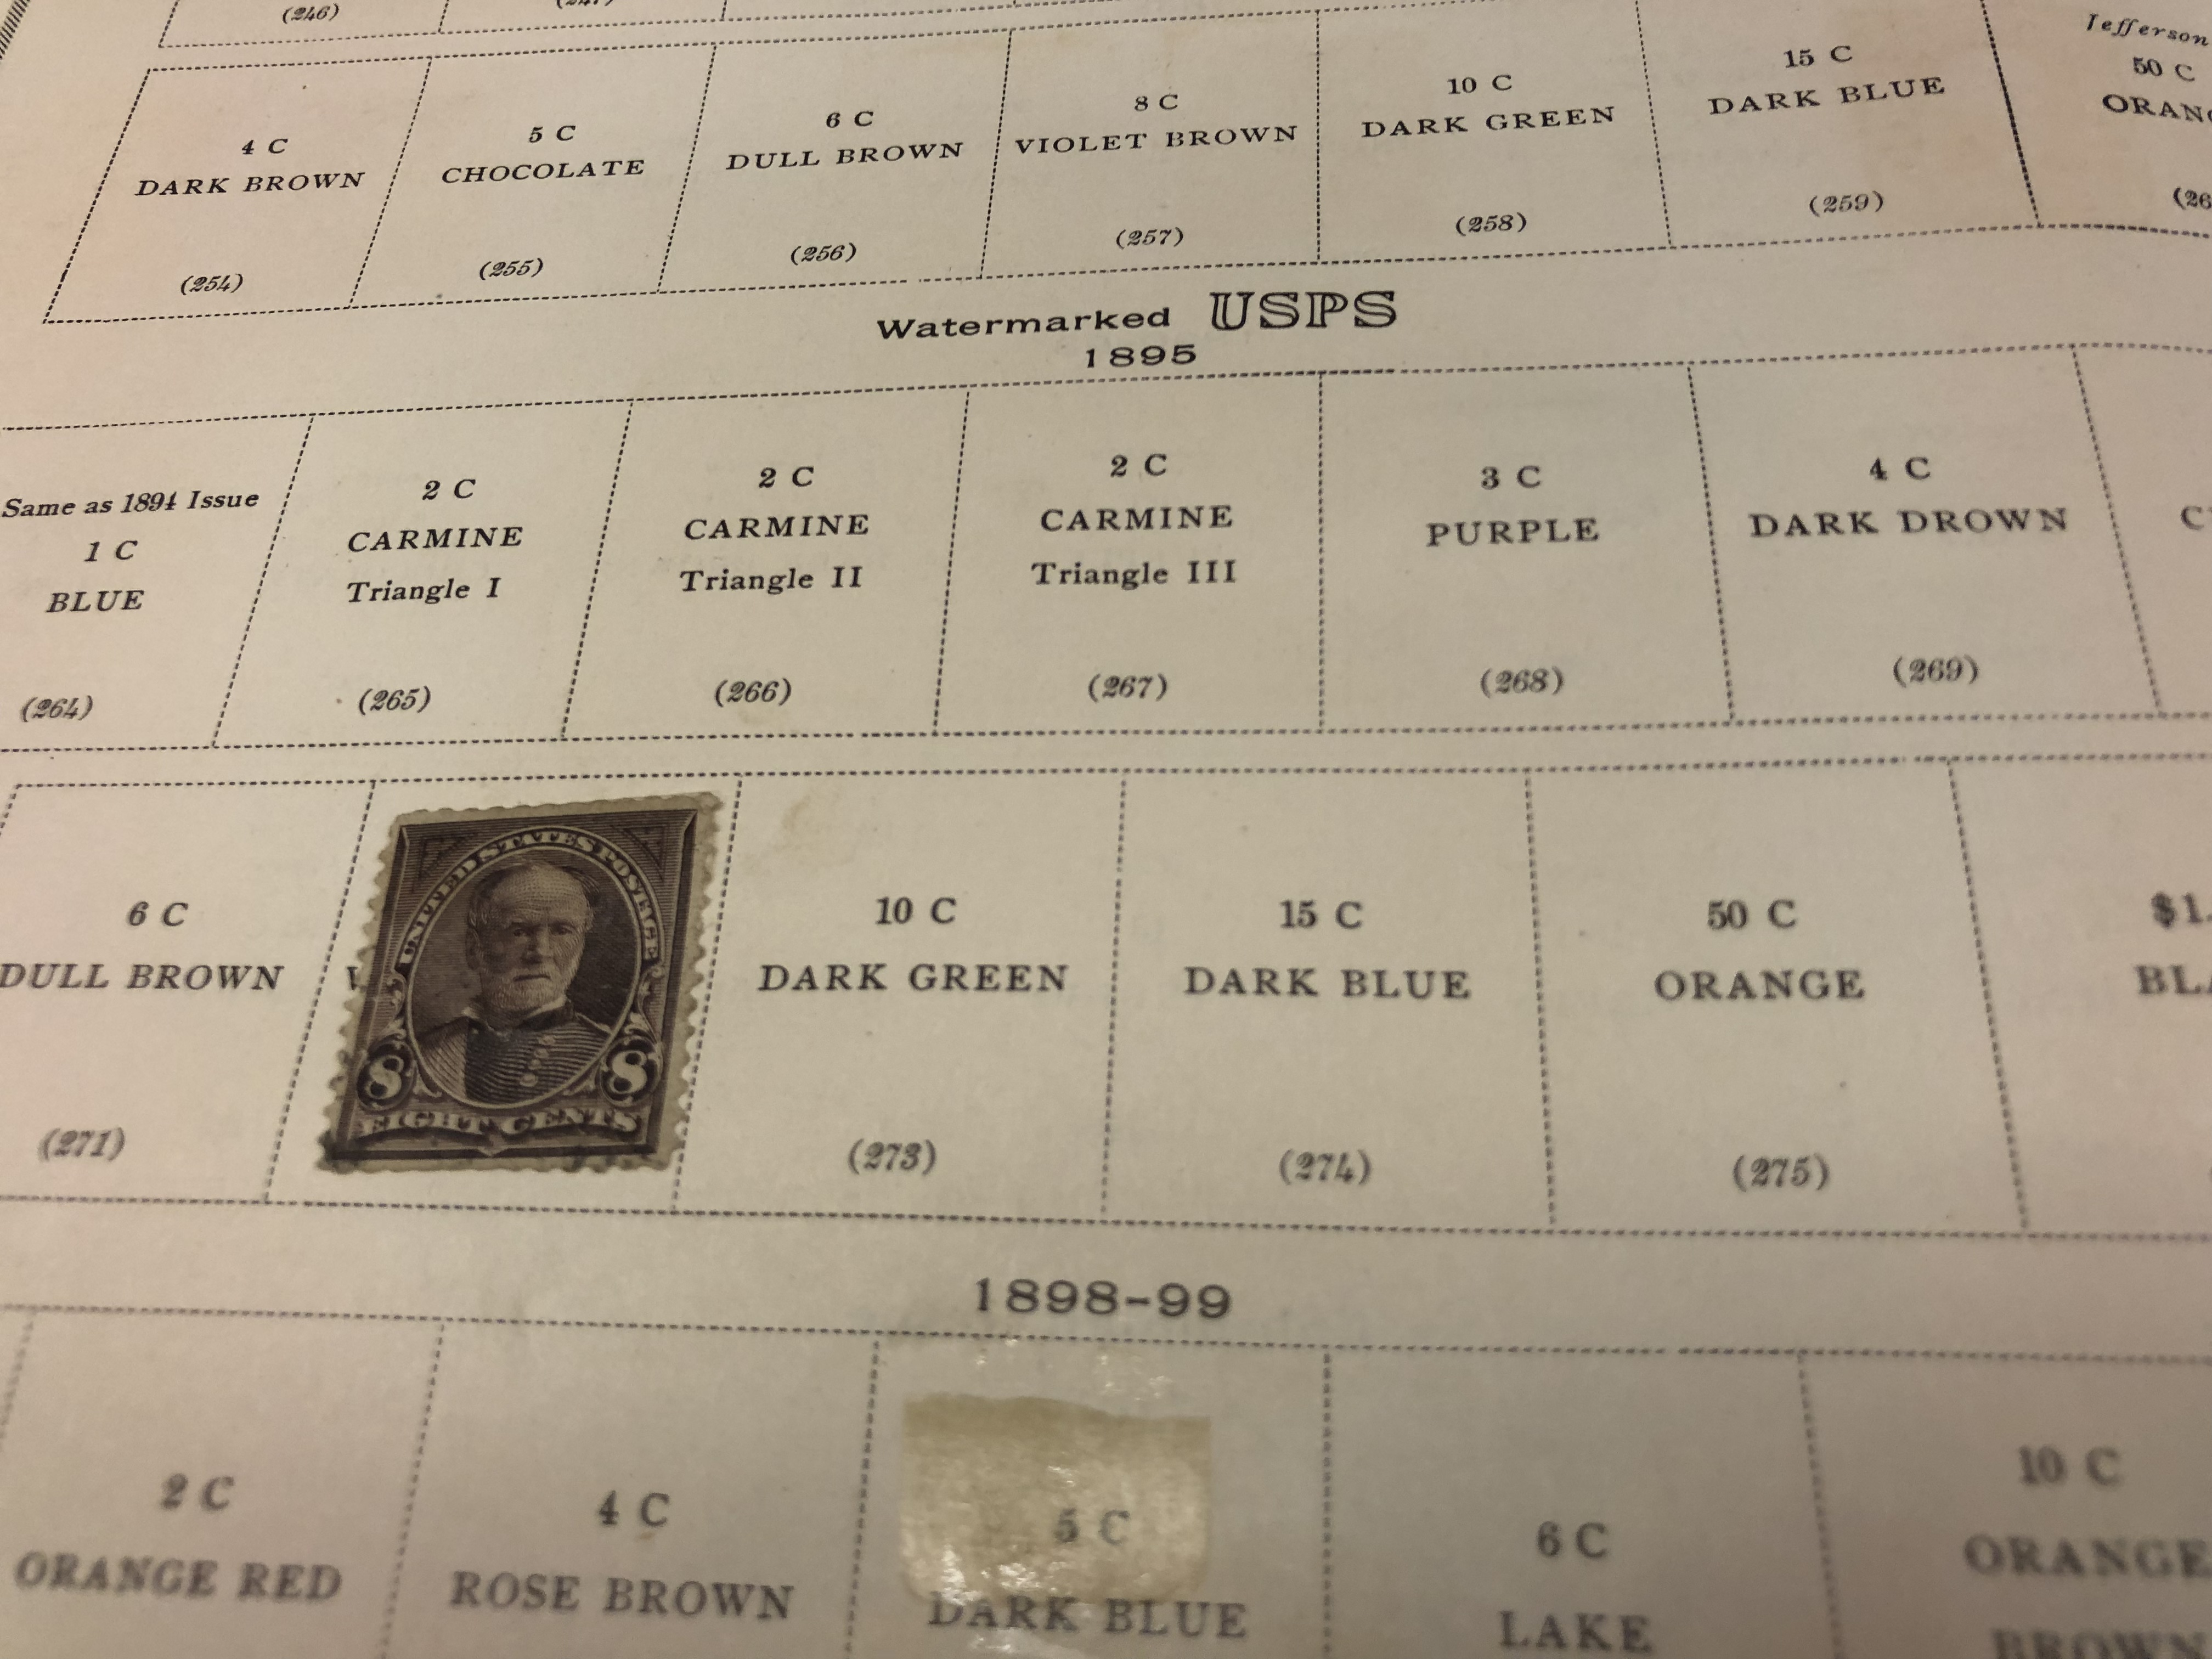 (246)
4 C
DARK BROWN
(254)
5 C
CHOCOLATE
(255)
6 C
DULL BROWN
(256)
8 C
VIOLET BROWN
(257)
10 C
DARK GREEN
(258)
15 C
DARK BLUE
(259)
Jefferson
50 C
Watermarked USPS
1895
Same as 1894 Issue
1 C
BLUE
(264)
2 C
CARMINE
Triangle I
(265)
2 C
CARMINE
Triangle II
(266)
2 C
CARMINE
Triangle III
(267)
3 C
PURPLE
(268)
4 C
DARK DROWN
(269)
6 C
DULL BROWN
(271)
UNITED STATES POSTAGE
8 8
EIGHT CENTS
10 C
DARK GREEN
(273)
15 C
DARK BLUE
(274)
50 C
ORANGE
(275)
1898-99
2 C
ORANGE RED
4 C
ROSE BROWN
5 C
DARK BLUE
6 C
LAKE
10 C
ORANGE
BROWN